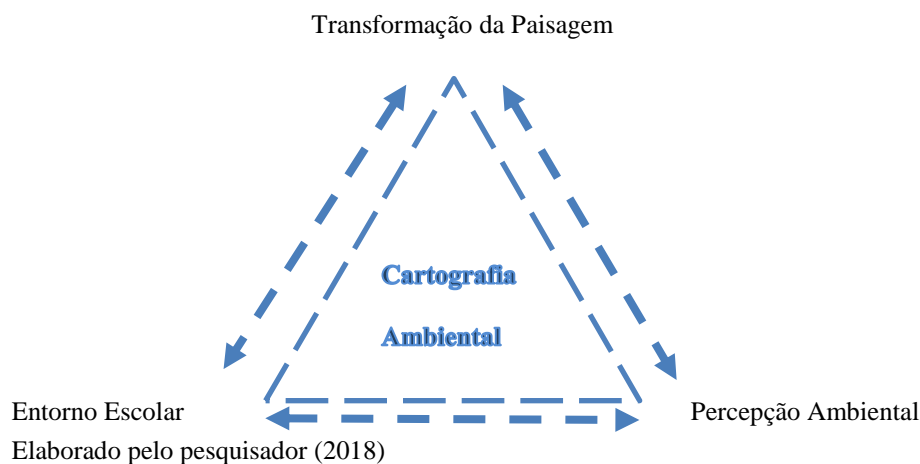 Transformação da Paisagem
Cartografia
Ambiental
Entorno Escolar
Percepção Ambiental
Elaborado pelo pesquisador (2018)